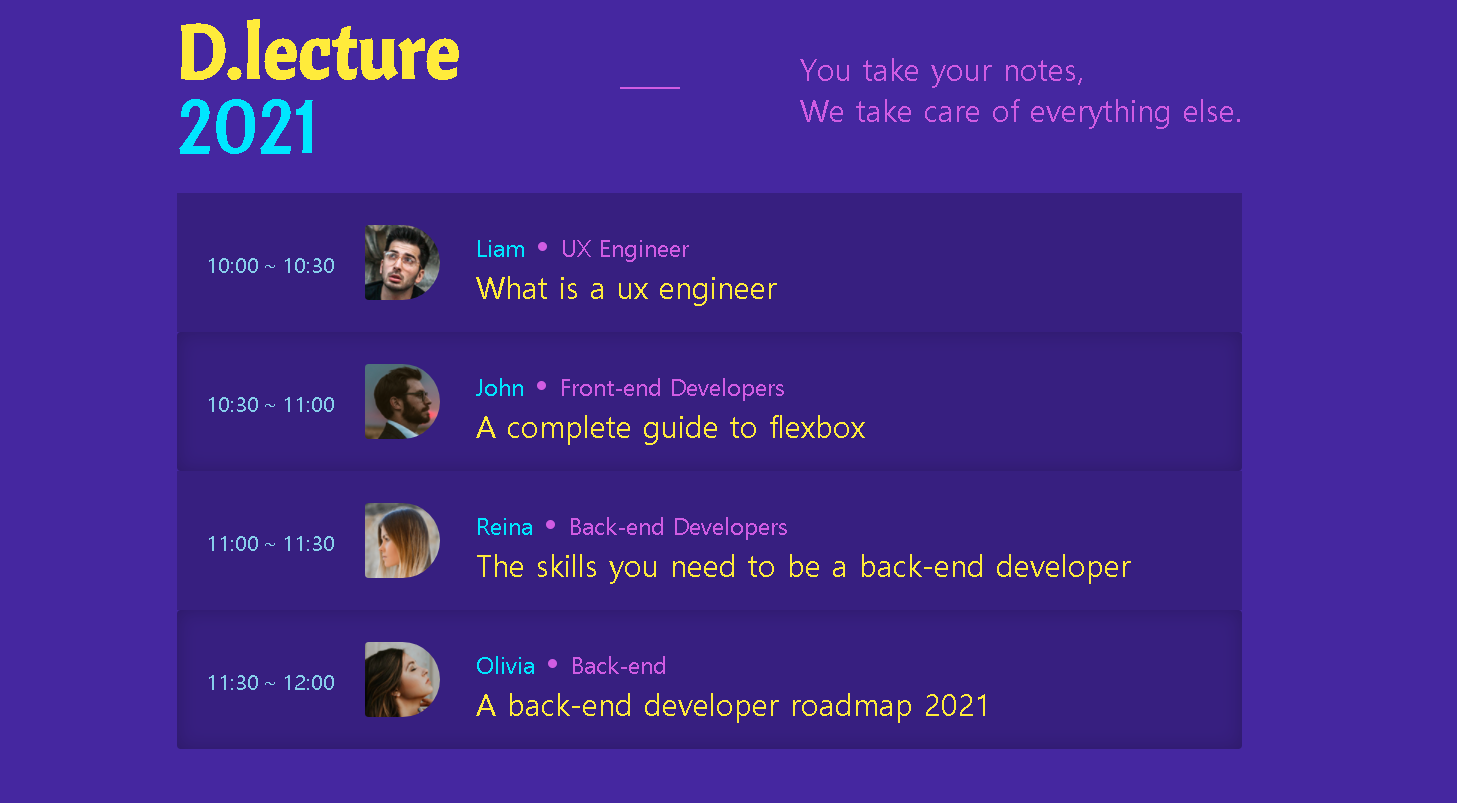 D.lecture
2021
You take your notes,
We take care of everything else.
10:00 ~ 10:30
Liam • UX Engineer
What is a ux engineer
10:30 ~ 11:00
John • Front-end Developers
A complete guide to flexbox
11:00 ~ 11:30
Reina • Back-end Developers
The skills you need to be a back-end developer
11:30 ~ 12:00
Olivia • Back-end
A back-end developer roadmap 2021